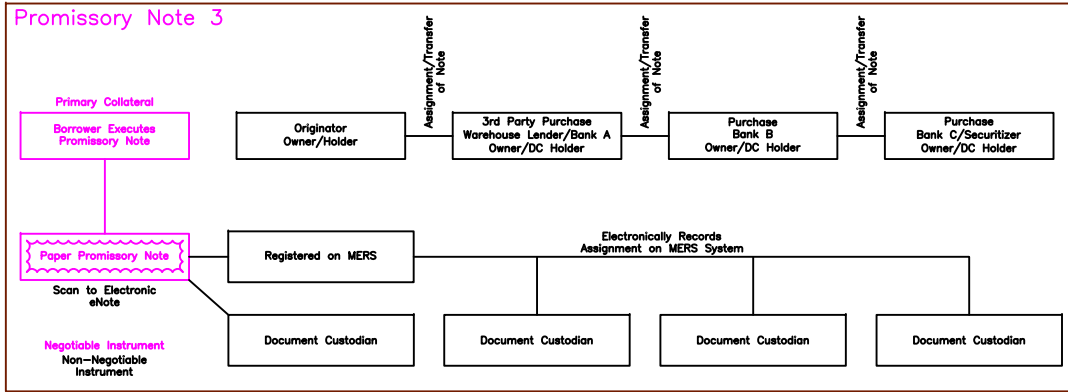 Promissory Note 3
Assignment/Transfer
of Note
Assignment/Transfer
of Note
Assignment/Transfer
of Note
Primary Collateral
Borrower Executes
Promissory Note
Originator
Owner/Holder
3rd Party Purchase
Warehouse Lender/Bank A
Owner/DC Holder
Purchase
Bank B
Owner/DC Holder
Purchase
Bank C/Securitizer
Owner/DC Holder
Paper Promissory Note
Registered on MERS
Electronically Records
Assignment on MERS System
Scan to Electronic
eNote
Document Custodian
Document Custodian
Document Custodian
Document Custodian
Negotiable Instrument
Non-Negotiable
Instrument